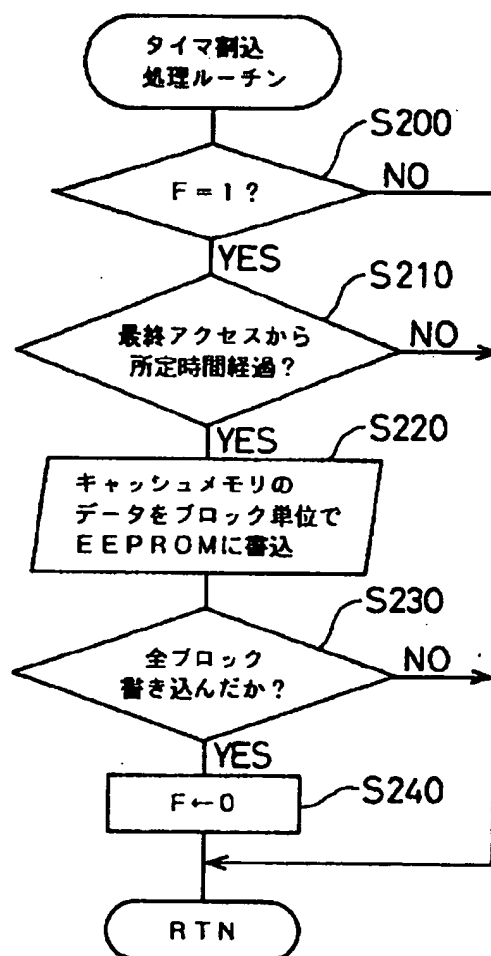 タイマ割込
処理ルーチン
S200
F=1?
NO
YES
S210
最終アクセスから
所定時間経過?
NO
YES
S220
キャッシュメモリの
データをブロック単位で
EEPROMに書込
S230
全ブロック
書き込んだか?
NO
YES
F←0
S240
RTN